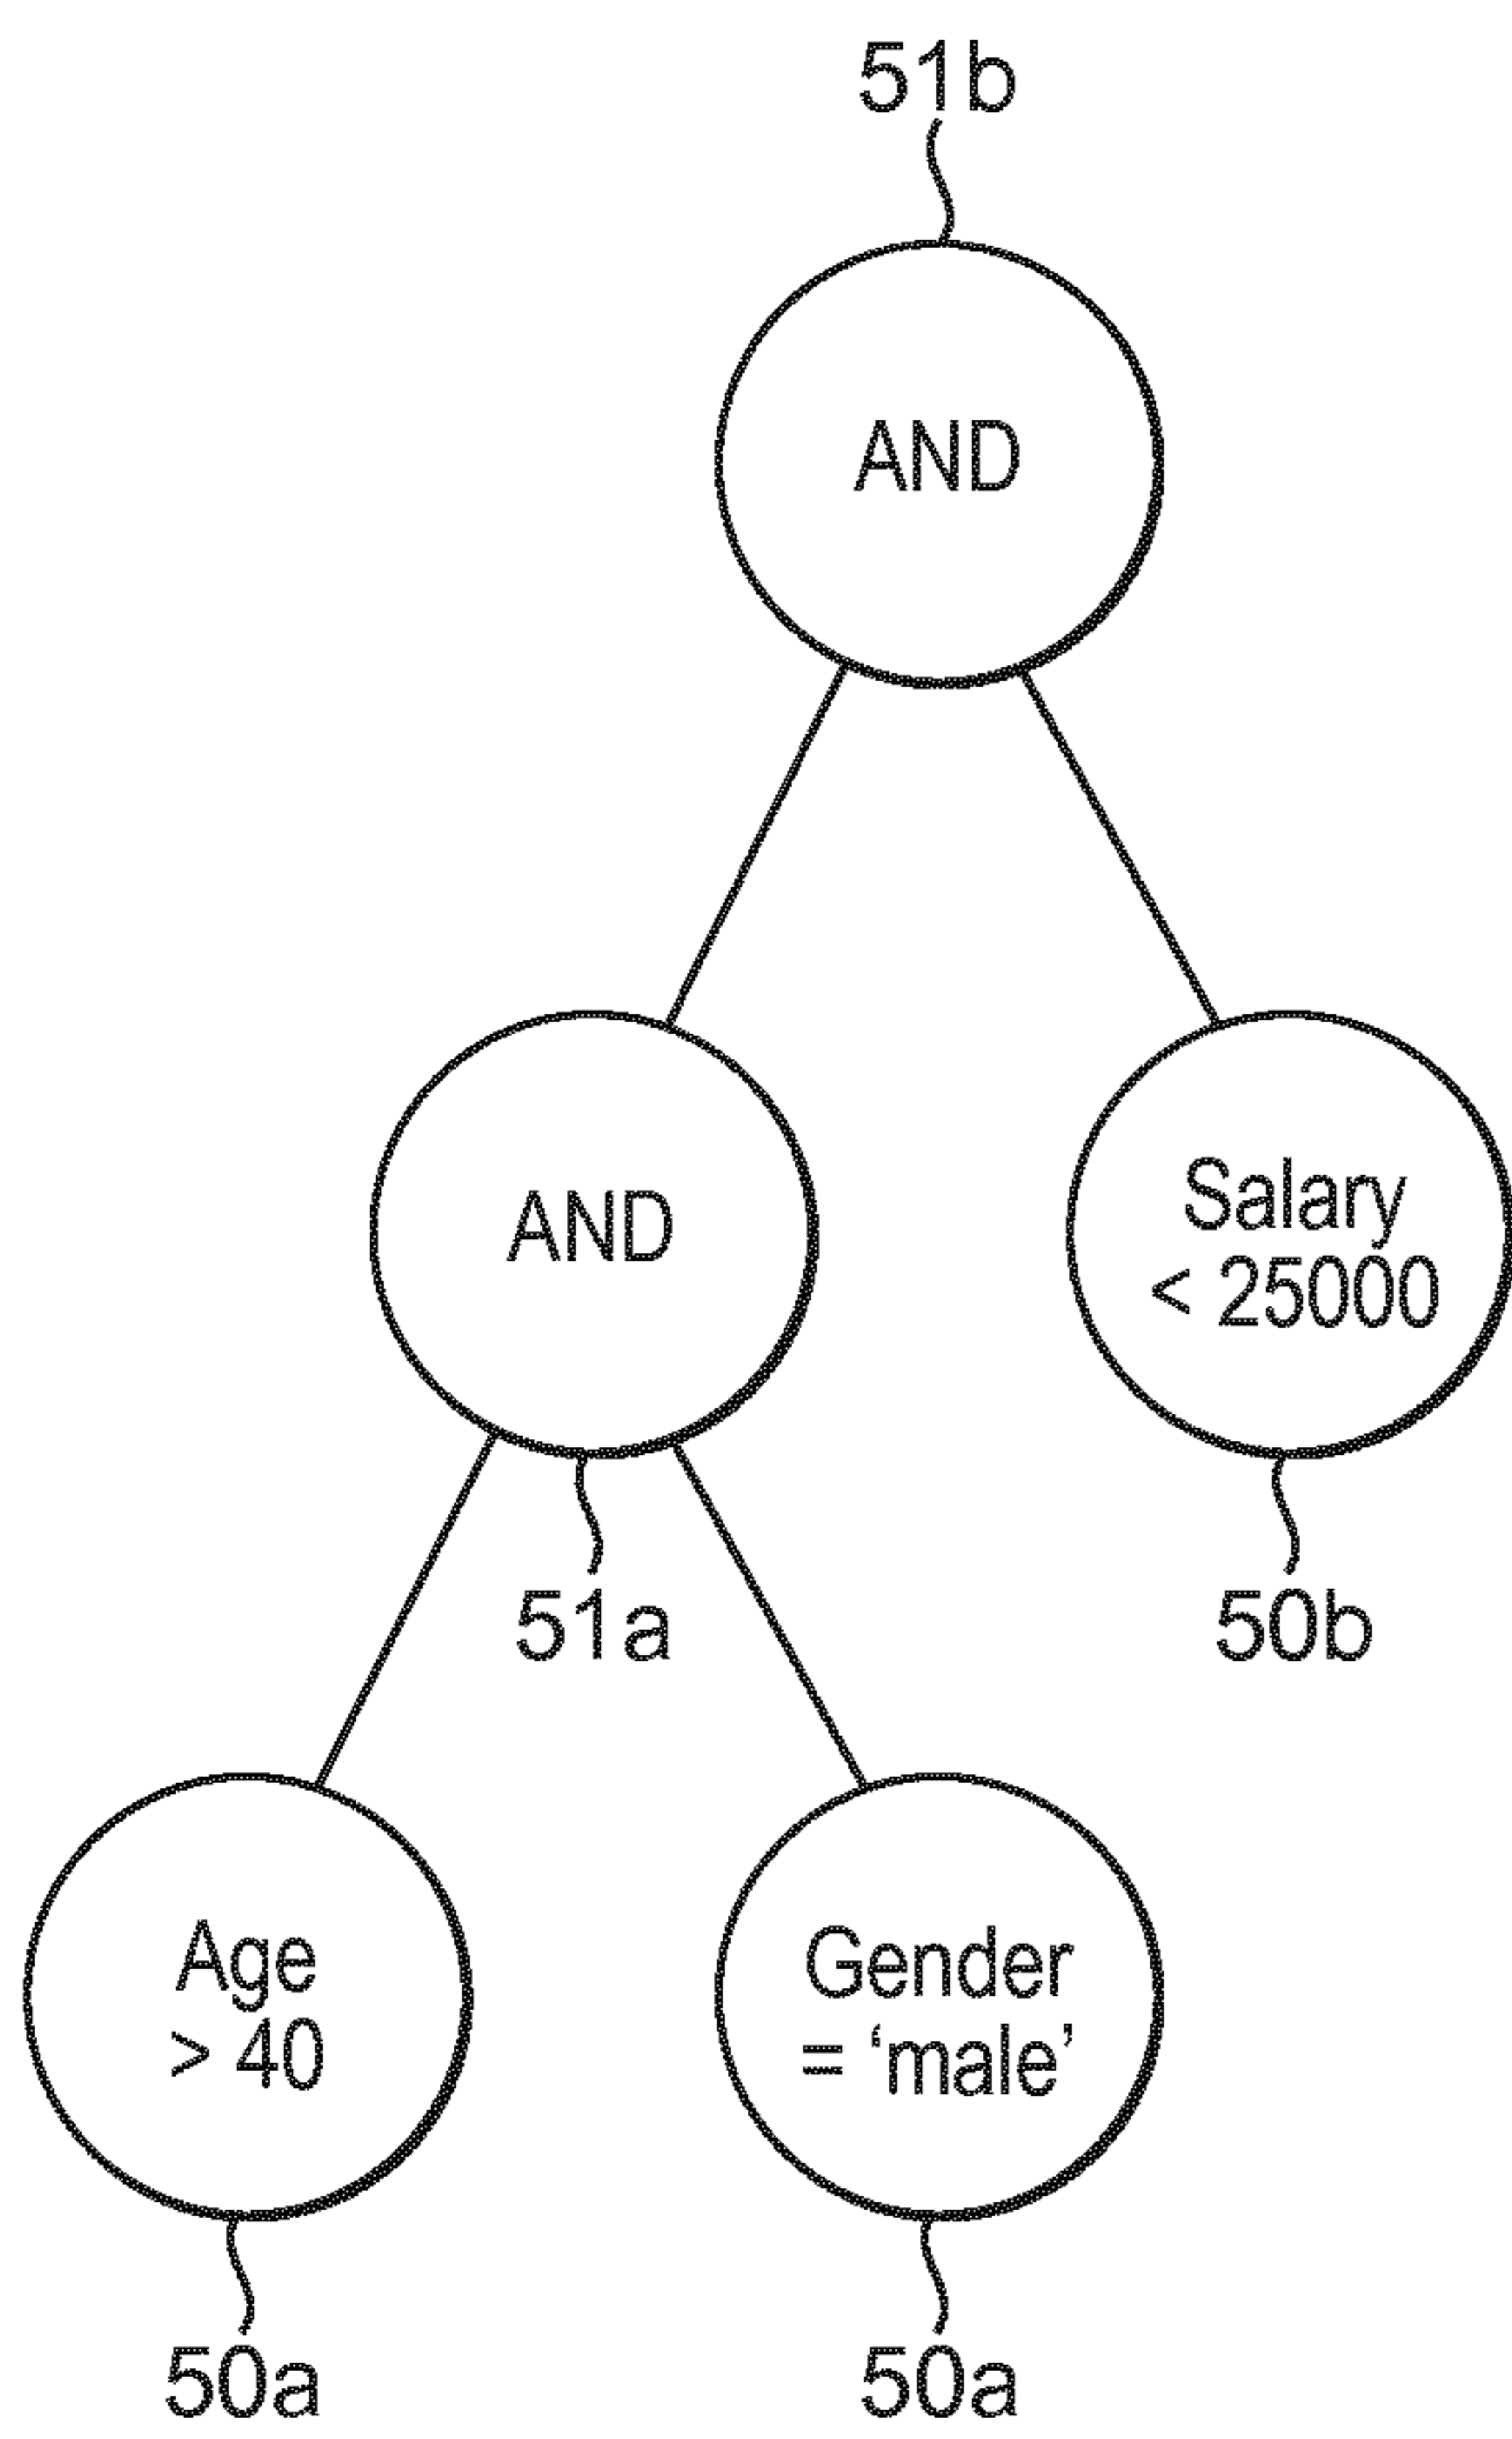 51b
AND
AND
Salary
< 25000
51a
50b
Age
> 40
Gender
= ‘male’
50a
50a